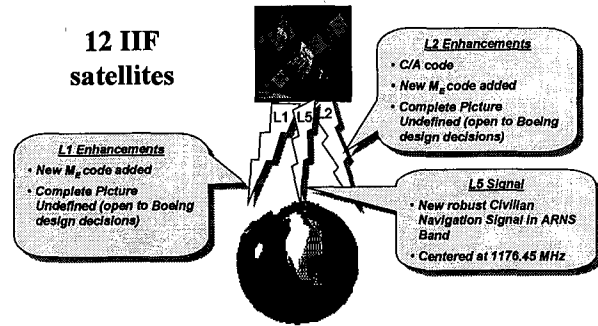 12 IIF
satellites
L1 L5 L2
L2 Enhancements
• C/A code
• New M_E code added
• Complete Picture
Undefined (open to Boeing
design decisions)
L1 Enhancements
• New M_E code added
• Complete Picture
Undefined (open to Boeing
design decisions)
L5 Signal
• New robust Civilian
Navigation Signal in ARNS
Band
• Centered at 1176.45 MHz